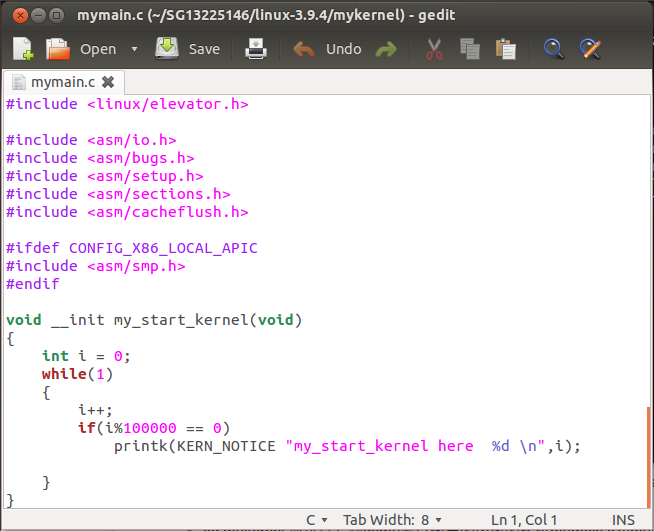 mymain.c (~/SG13225146/linux-3.9.4/mykernel) - gedit
Open Save Undo
mymain.c
#include <linux/elevator.h>
#include <asm/io.h>
#include <asm/bugs.h>
#include <asm/setup.h>
#include <asm/sections.h>
#include <asm/cacheflush.h>
#ifdef CONFIG_X86_LOCAL_APIC
#include <asm/smp.h>
#endif
void __init my_start_kernel(void)
{
    int i = 0;
    while(1)
    {
        i++;
        if(i%100000 == 0)
            printk(KERN_NOTICE "my_start_kernel here  %d \n",i);
    }
}
C Tab Width: 8 Ln 1, Col 1 INS